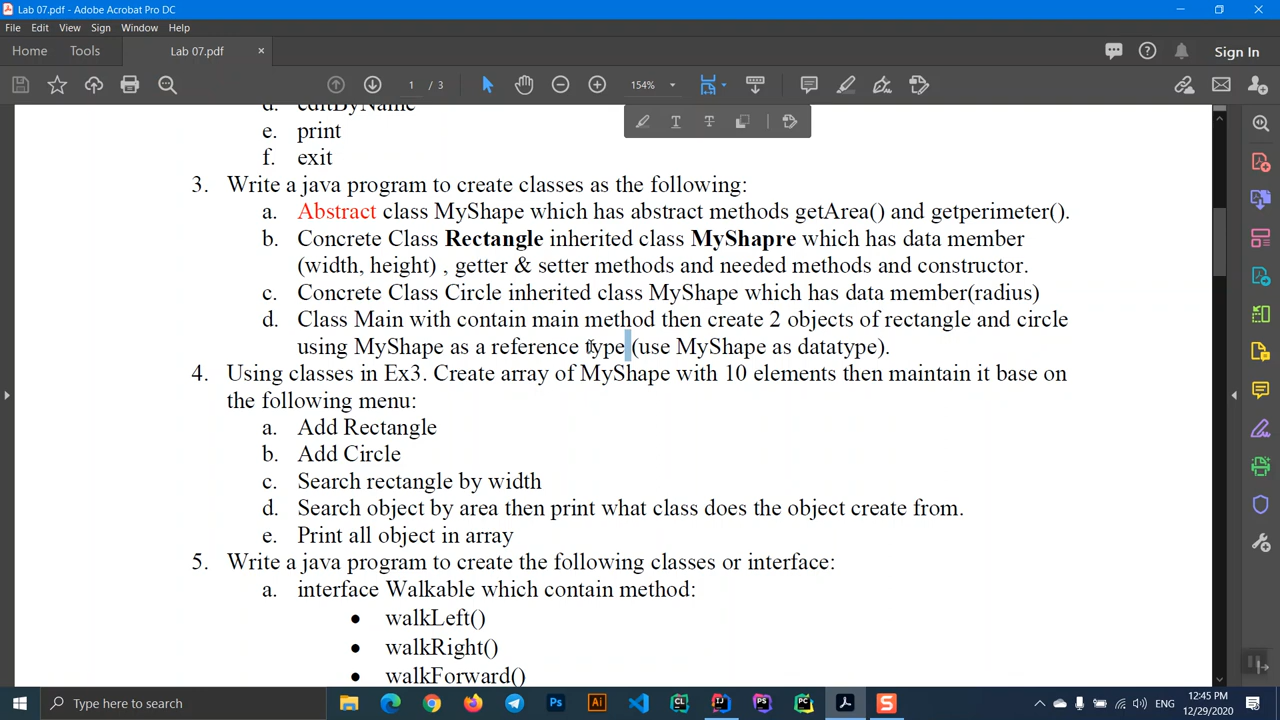 Lab 07.pdf - Adobe Acrobat Pro DC
File Edit View Sign Window Help
Home Tools Lab 07.pdf × Sign In
1 / 3 154%
d. editByName
e. print
f. exit
3. Write a java program to create classes as the following:
a. Abstract class MyShape which has abstract methods getArea() and getperimeter().
b. Concrete Class Rectangle inherited class MyShapre which has data member
(width, height) , getter & setter methods and needed methods and constructor.
c. Concrete Class Circle inherited class MyShape which has data member(radius)
d. Class Main with contain main method then create 2 objects of rectangle and circle
using MyShape as a reference type (use MyShape as datatype).
4. Using classes in Ex3. Create array of MyShape with 10 elements then maintain it base on
the following menu:
a. Add Rectangle
b. Add Circle
c. Search rectangle by width
d. Search object by area then print what class does the object create from.
e. Print all object in array
5. Write a java program to create the following classes or interface:
a. interface Walkable which contain method:
• walkLeft()
• walkRight()
• walkForward()
Type here to search
Ps Ai CL IJ PS PC S
ENG
12:45 PM
12/29/2020
3